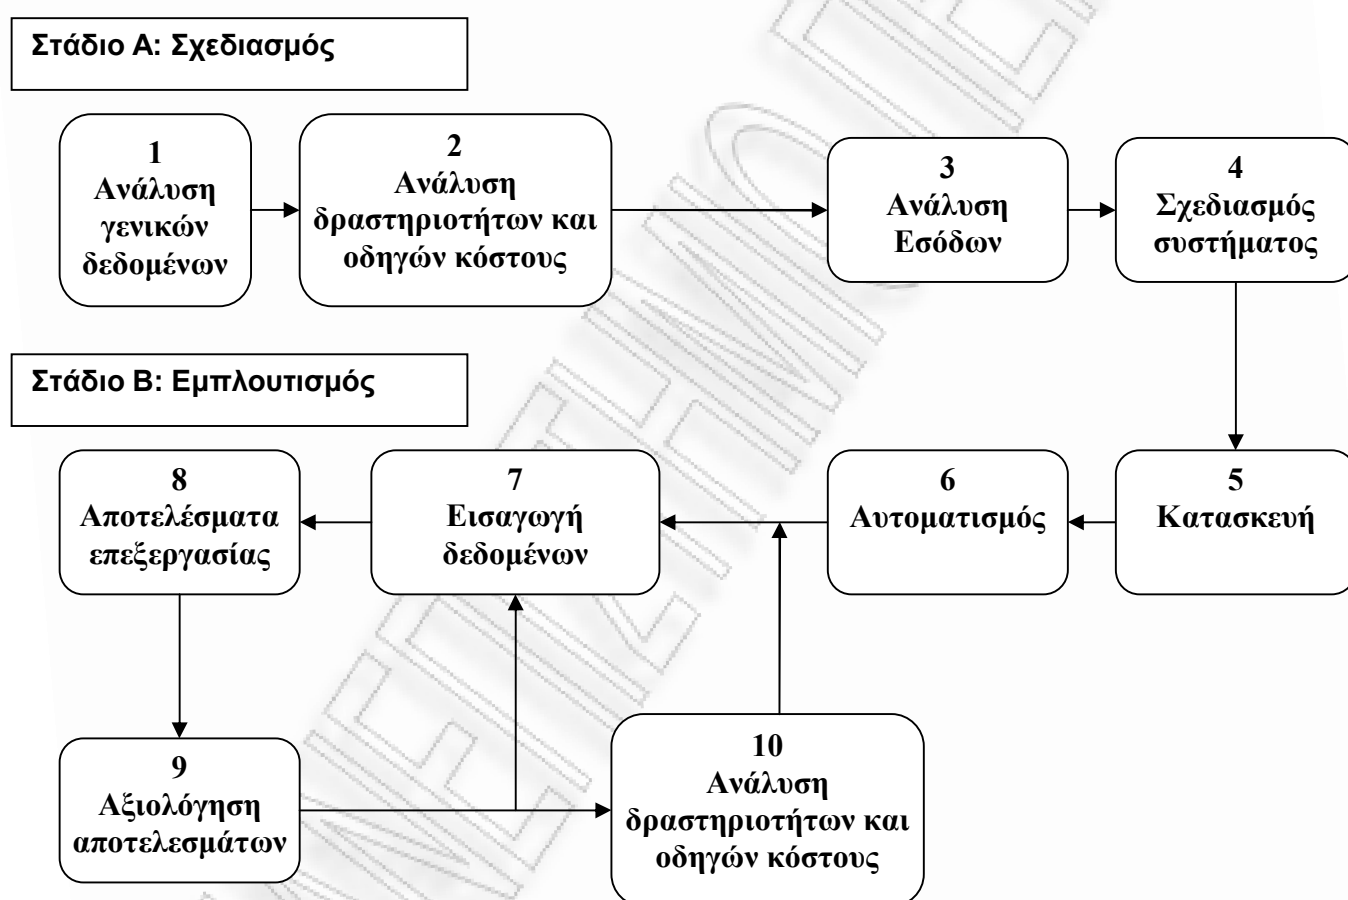 Στάδιο Α: Σχεδιασμός
1
Ανάλυση
γενικών
δεδομένων
2
Ανάλυση
δραστηριοτήτων και
οδηγών κόστους
3
Ανάλυση
Εσόδων
4
Σχεδιασμός
συστήματος
Στάδιο Β: Εμπλουτισμός
8
Αποτελέσματα
επεξεργασίας
7
Εισαγωγή
δεδομένων
6
Αυτοματισμός
5
Κατασκευή
9
Αξιολόγηση
αποτελεσμάτων
10
Ανάλυση
δραστηριοτήτων και
οδηγών κόστους